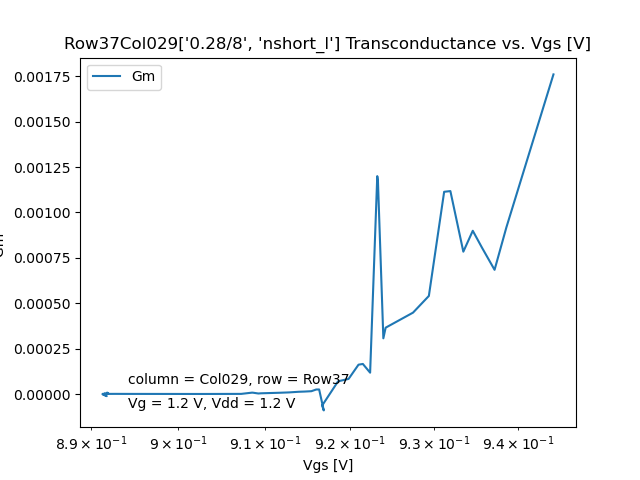 Row37Col029['0.28/8', 'nshort_l'] Transconductance vs. Vgs [V]
Gm
0.00175
0.00150
0.00125
0.00100
0.00075
0.00050
0.00025
0.00000
column = Col029, row = Row37
Vg = 1.2 V, Vdd = 1.2 V
8.9 × 10⁻¹ 9 × 10⁻¹ 9.1 × 10⁻¹ 9.2 × 10⁻¹ 9.3 × 10⁻¹ 9.4 × 10⁻¹
Vgs [V]